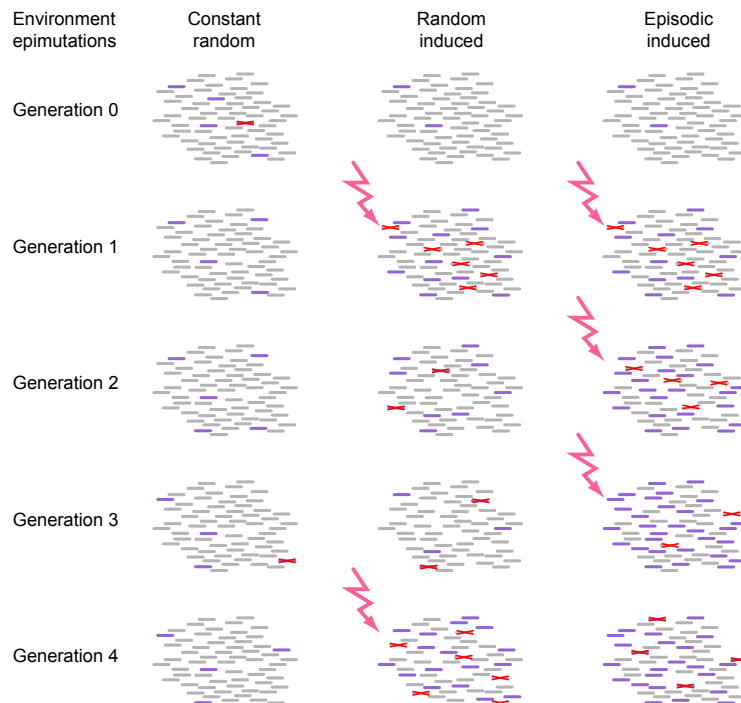 Environment
epimutations
Constant
random
Random
induced
Episodic
induced
Generation 0
Generation 1
Generation 2
Generation 3
Generation 4